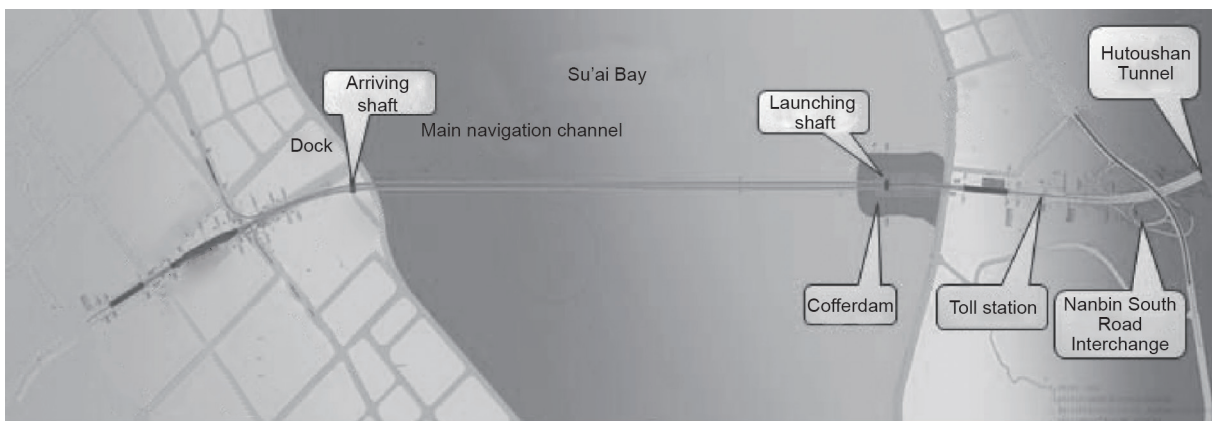 Su'ai Bay
Hutoushan
Tunnel
Arriving
shaft
Launching
shaft
Main navigation channel
Dock
Cofferdam
Toll station
Nanbin South
Road
Interchange